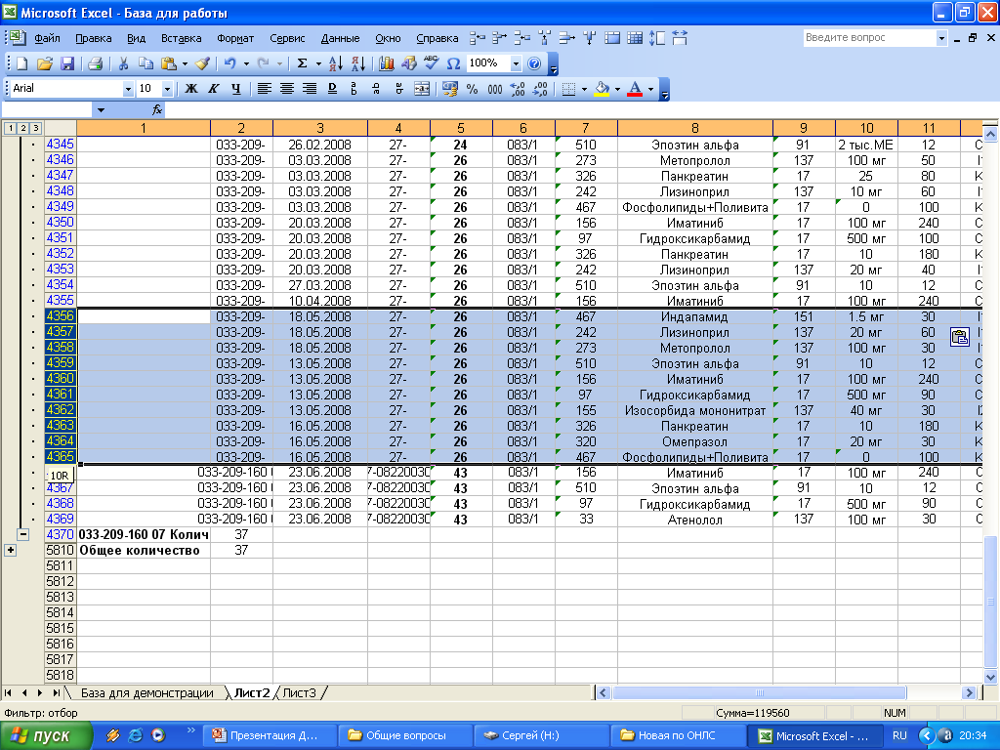 Microsoft Excel - База для работы
Файл Правка Вид Вставка Формат Сервис Данные Окно Справка Введите вопрос
100%
Arial 10 Ж К Ч
fx
1 2 3 1 2 3 4 5 6 7 8 9 10 11
4345 033-209- 26.02.2008 27- 24 083/1 510 Эпоэтин альфа 91 2 тыс.МЕ 12 С
4346 033-209- 03.03.2008 27- 26 083/1 273 Метопролол 137 100 мг 50
4347 033-209- 03.03.2008 27- 26 083/1 326 Панкреатин 17 25 80 К
4348 033-209- 03.03.2008 27- 26 083/1 242 Лизиноприл 137 10 мг 60
4349 033-209- 03.03.2008 27- 26 083/1 467 Фосфолипиды+Поливита 17 0 100 К
4350 033-209- 20.03.2008 27- 26 083/1 156 Иматиниб 17 100 мг 240 С
4351 033-209- 20.03.2008 27- 26 083/1 97 Гидроксикарбамид 17 500 мг 100 С
4352 033-209- 20.03.2008 27- 26 083/1 326 Панкреатин 17 10 180 К
4353 033-209- 20.03.2008 27- 26 083/1 242 Лизиноприл 137 20 мг 40
4354 033-209- 27.03.2008 27- 26 083/1 510 Эпоэтин альфа 91 10 12 С
4355 033-209- 10.04.2008 27- 26 083/1 156 Иматиниб 17 100 мг 240 С
4356 033-209- 18.05.2008 27- 26 083/1 467 Индапамид 151 1.5 мг 30
4357 033-209- 18.05.2008 27- 26 083/1 242 Лизиноприл 137 20 мг 60
4358 033-209- 18.05.2008 27- 26 083/1 273 Метопролол 137 100 мг 30
4359 033-209- 13.05.2008 27- 26 083/1 510 Эпоэтин альфа 91 10 12 С
4360 033-209- 13.05.2008 27- 26 083/1 156 Иматиниб 17 100 мг 240 С
4361 033-209- 13.05.2008 27- 26 083/1 97 Гидроксикарбамид 17 500 мг 90 С
4362 033-209- 13.05.2008 27- 26 083/1 155 Изосорбида мононитрат 137 40 мг 30
4363 033-209- 16.05.2008 27- 26 083/1 326 Панкреатин 17 10 180 К
4364 033-209- 16.05.2008 27- 26 083/1 320 Омепразол 17 20 мг 30 К
4365 033-209- 16.05.2008 27- 26 083/1 467 Фосфолипиды+Поливита 17 0 100 К
10R 033-209-160 23.06.2008 7-0822003 43 083/1 156 Иматиниб 17 100 мг 240 С
4367 033-209-160 23.06.2008 7-0822003 43 083/1 510 Эпоэтин альфа 91 10 12 С
4368 033-209-160 23.06.2008 7-0822003 43 083/1 97 Гидроксикарбамид 17 500 мг 90 С
4369 033-209-160 23.06.2008 7-0822003 43 083/1 33 Атенолол 137 100 мг 30 С
4370 033-209-160 07 Колич 37
5810 Общее количество 37
5811
5812
5813
5814
5815
5816
5817
5818
База для демонстрации Лист2 Лист3
Фильтр: отбор Сумма=119560 NUM
пуск Презентация Д... Общие вопросы Сергей (H:) Новая по ОНЛС Microsoft Excel - ... RU 20:34